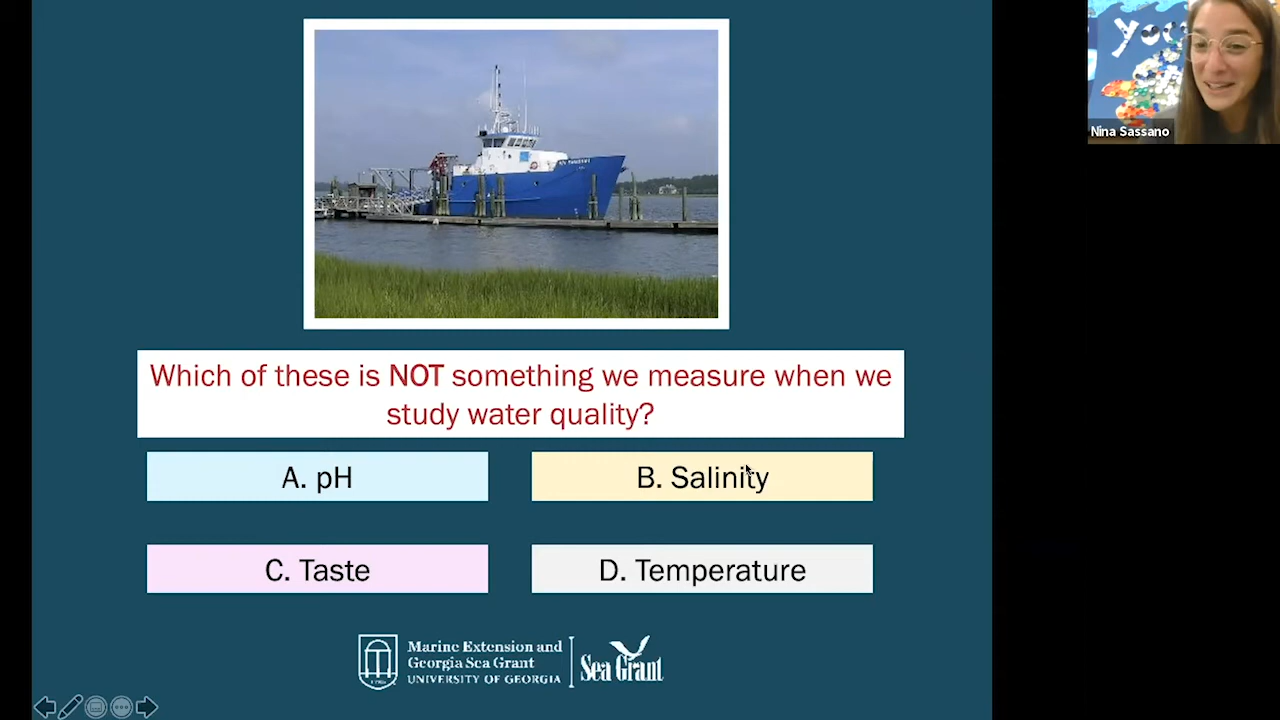 you
Nina Sassano
Which of these is NOT something we measure when we
study water quality?
A. pH
B. Salinity
C. Taste
D. Temperature
Marine Extension and
Georgia Sea Grant
UNIVERSITY OF GEORGIA
Sea Grant